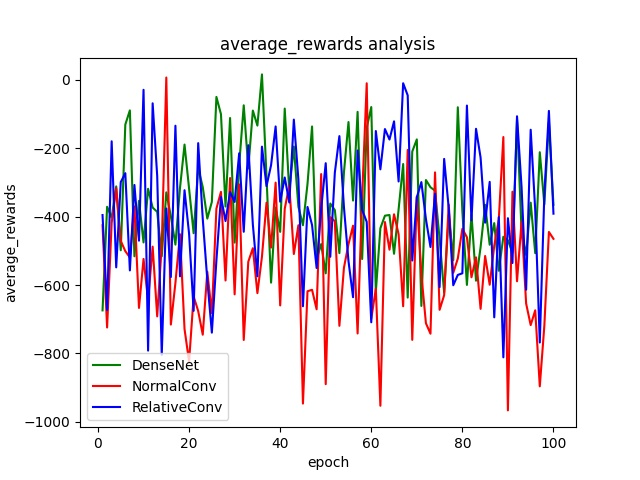 average_rewards analysis
average_rewards
0
−200
−400
−600
−800
−1000
DenseNet
NormalConv
RelativeConv
0 20 40 60 80 100
epoch